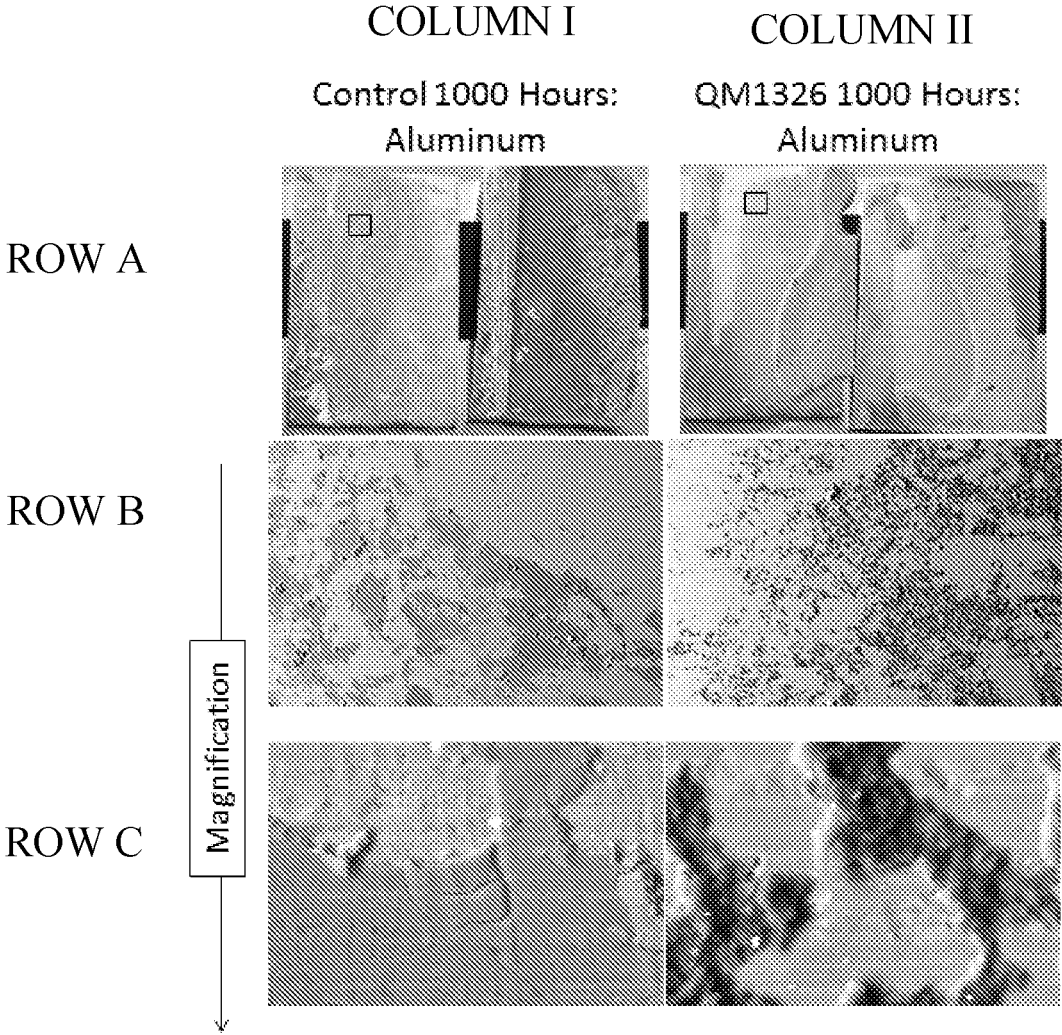 COLUMN I
COLUMN II
Control 1000 Hours:
Aluminum
QM1326 1000 Hours:
Aluminum
ROW A
ROW B
Magnification
ROW C